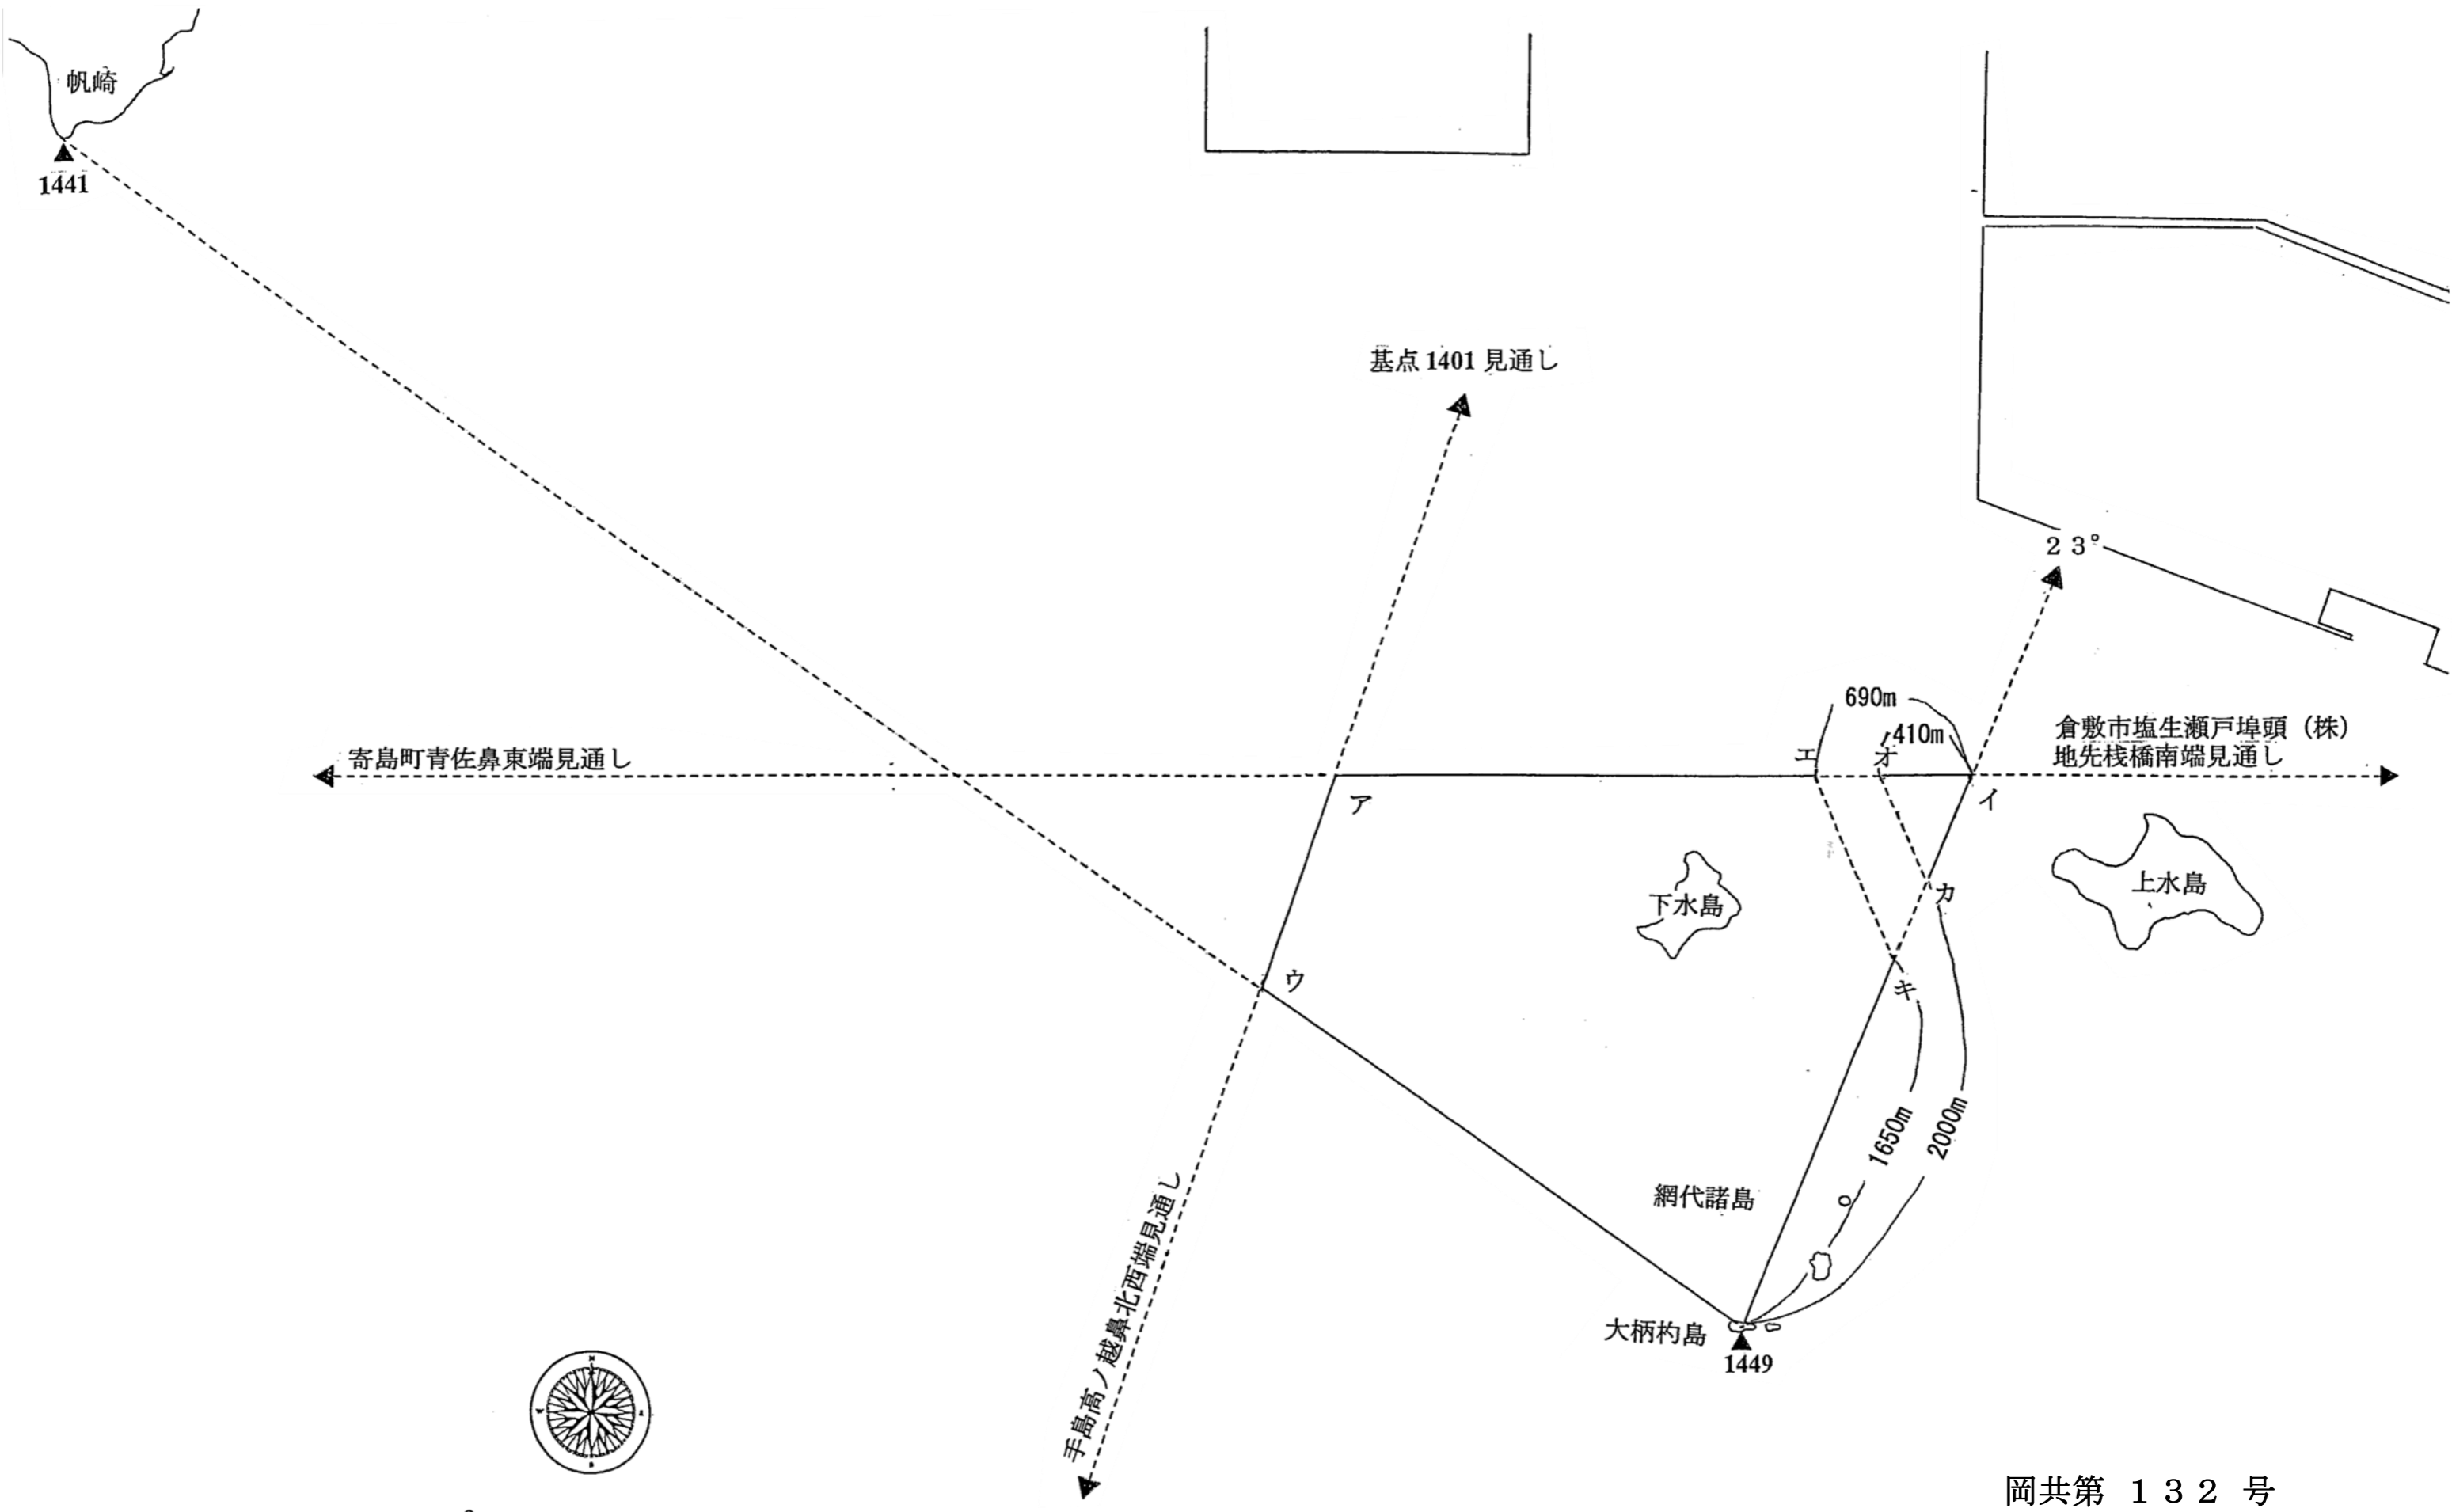 帆崎
1441
基点1401見通し
23°
690m
410m
倉敷市塩生瀬戸埠頭（株）
地先桟橋南端見通し
寄島町青佐鼻東端見通し
エ
オ
ア
イ
上水島
下水島
カ
ウ
キ
1650m
2000m
網代諸島
手島高ノ越鼻北西端見通し
大柄杓島
1449
N
W
E
S
岡共第 １３２ 号